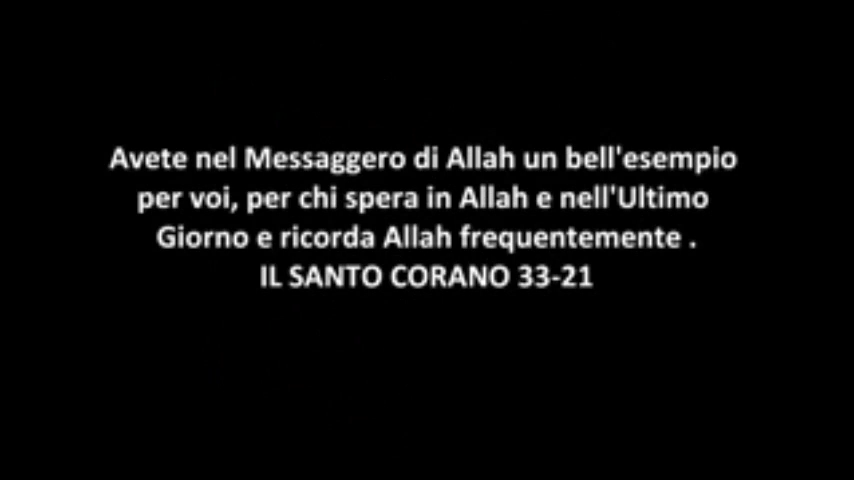 Avete nel Messaggero di Allah un bell'esempio
per voi, per chi spera in Allah e nell'Ultimo
Giorno e ricorda Allah frequentemente .
IL SANTO CORANO 33-21